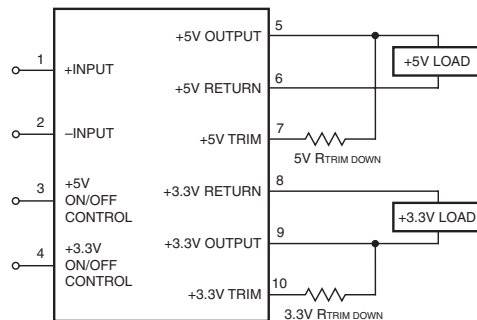 1
+INPUT
2
–INPUT
3
+5V
ON/OFF
CONTROL
4
+3.3V
ON/OFF
CONTROL
+5V OUTPUT
5
+5V RETURN
6
+5V TRIM
7
+3.3V RETURN
8
+3.3V OUTPUT
9
+3.3V TRIM
10
+5V LOAD
5V RTRIM DOWN
+3.3V LOAD
3.3V RTRIM DOWN